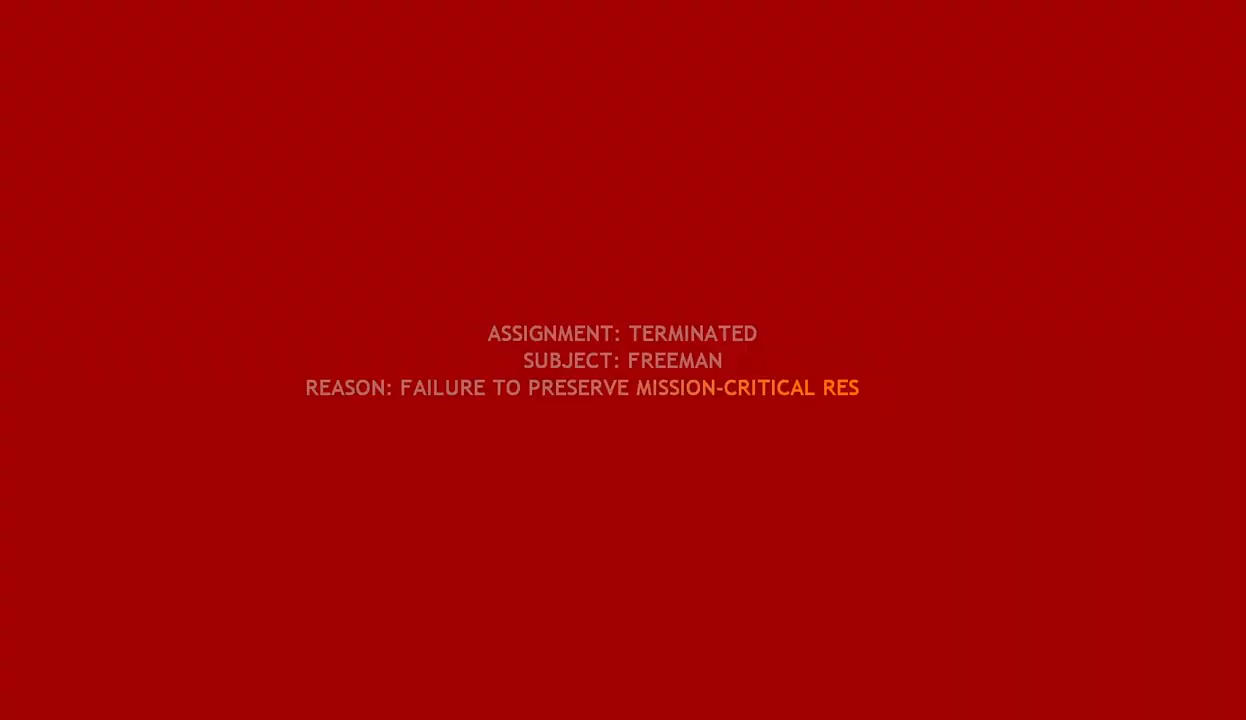 ASSIGNMENT: TERMINATED
SUBJECT: FREEMAN
REASON: FAILURE TO PRESERVE MISSION-CRITICAL RES